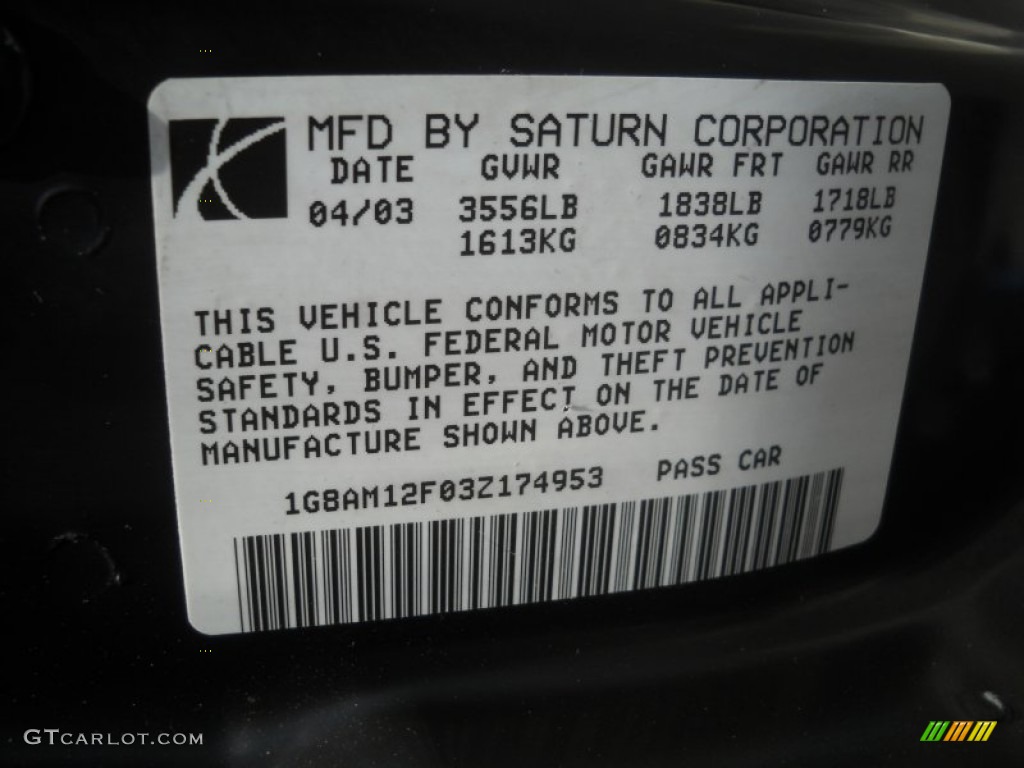 MFD BY SATURN CORPORATION
DATE GVWR GAWR FRT GAWR RR
04/03 3556LB 1838LB 1718LB
1613KG 0834KG 0779KG
THIS VEHICLE CONFORMS TO ALL APPLI-
CABLE U.S. FEDERAL MOTOR VEHICLE
SAFETY, BUMPER, AND THEFT PREVENTION
STANDARDS IN EFFECT ON THE DATE OF
MANUFACTURE SHOWN ABOVE.
1G8AM12F03Z174953 PASS CAR
GTCARLOT.COM